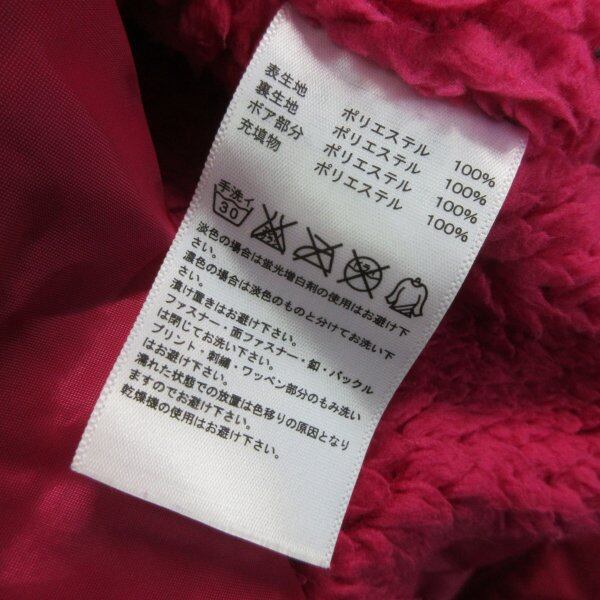 表生地 ポリエステル 100%
裏生地 ポリエステル 100%
ボア部分 ポリエステル 100%
充填物 ポリエステル 100%
手洗イ
30
淡色の場合は蛍光増白剤の使用はお避け下
さい。
濃色の場合は淡色のものと分けてお洗い下
さい。
漬け置きはお避け下さい。
ファスナー・面ファスナー・釦・バックル
は閉じてお洗い下さい。
プリント・刺繍・ワッペン部分のもみ洗い
はお避け下さい。
濡れた状態での放置は色移りの原因となり
ますのでお避け下さい。
乾燥機の使用はお避け下さい。